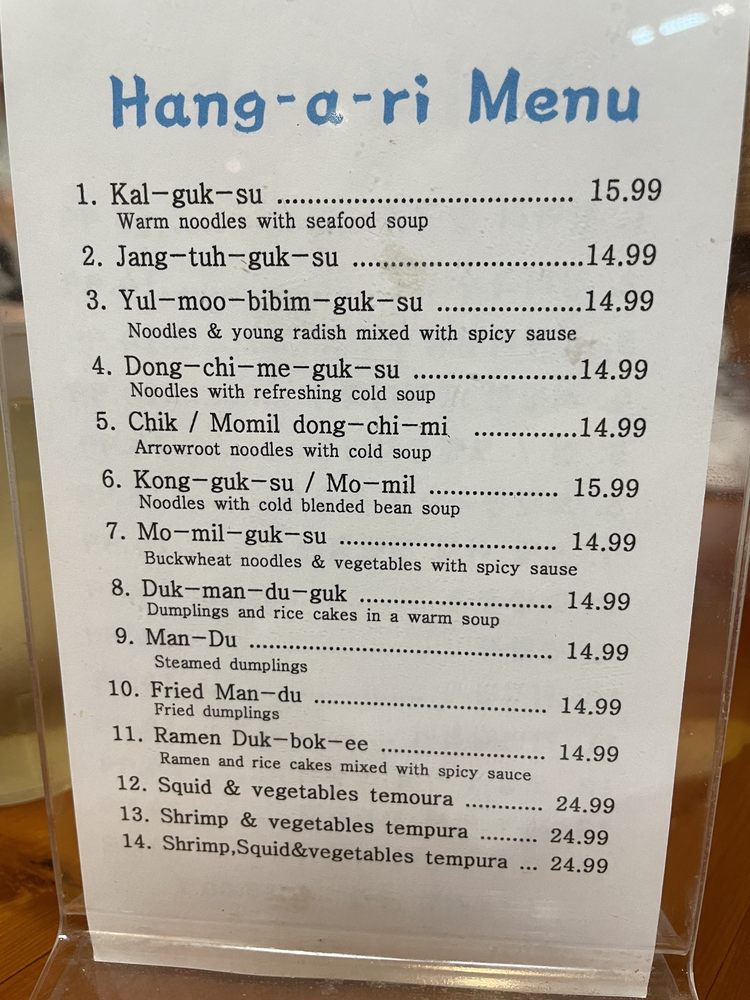 Hang-a-ri Menu
1. Kal-guk-su ........................................ 15.99
Warm noodles with seafood soup
2. Jang-tuh-guk-su ..............................14.99
3. Yul-moo-bibim-guk-su ...................14.99
Noodles & young radish mixed with spicy sause
4. Dong-chi-me-guk-su .....................14.99
Noodles with refreshing cold soup
5. Chik / Momil dong-chi-mi ..............14.99
Arrowroot noodles with cold soup
6. Kong-guk-su / Mo-mil ................. 15.99
Noodles with cold blended bean soup
7. Mo-mil-guk-su ............................. 14.99
Buckwheat noodles & vegetables with spicy sause
8. Duk-man-du-guk .......................... 14.99
Dumplings and rice cakes in a warm soup
9. Man-Du ......................................... 14.99
Steamed dumplings
10. Fried Man-du ............................... 14.99
Fried dumplings
11. Ramen Duk-bok-ee ...................... 14.99
Ramen and rice cakes mixed with spicy sauce
12. Squid & vegetables temoura ............ 24.99
13. Shrimp & vegetables tempura ......... 24.99
14. Shrimp,Squid&vegetables tempura ... 24.99